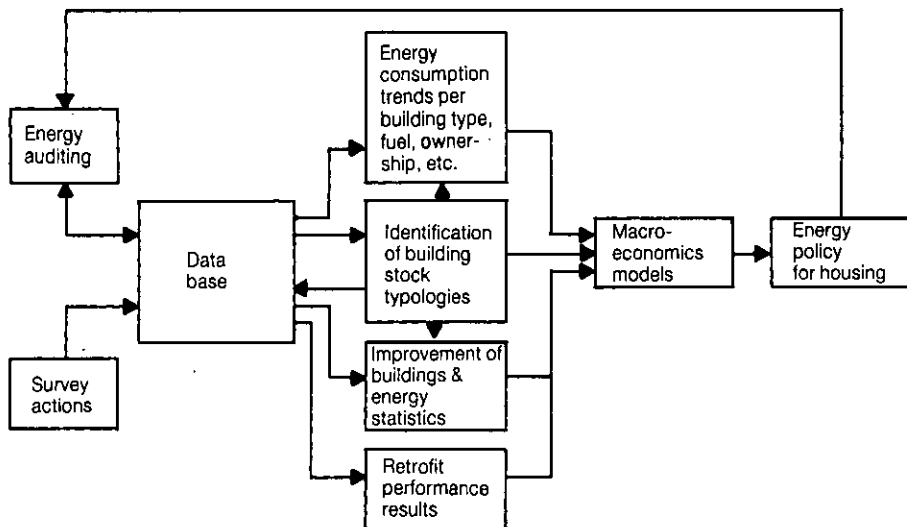 Energy
auditing
Survey
actions
Data
base
Energy
consumption
trends per
building type,
fuel, owner-
ship, etc.
Identification
of building
stock
typologies
Improvement of
buildings &
energy
statistics
Retrofit
performance
results
Macro-
economics
models
Energy
policy
for housing